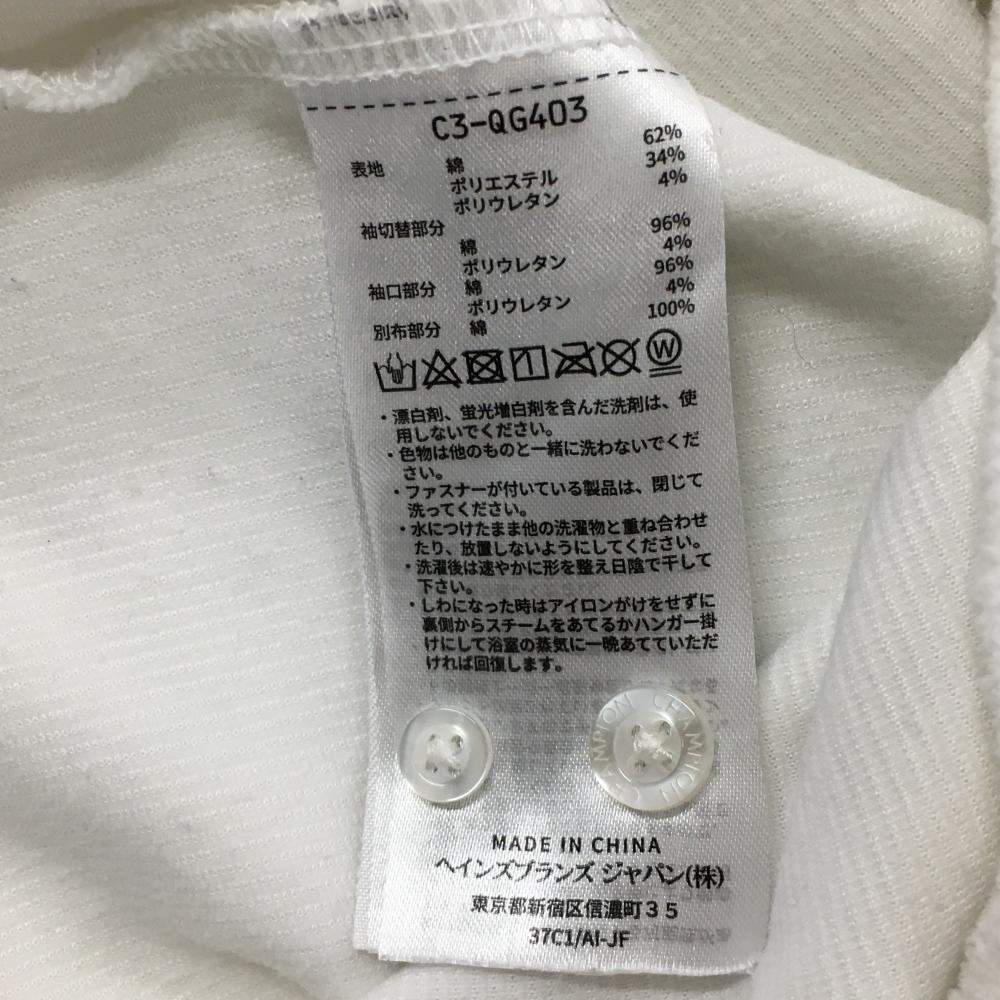 C3-QG403
表地 綿 62%
ポリエステル 34%
ポリウレタン 4%
袖切替部分
綿 96%
ポリウレタン 4%
袖口部分 綿 96%
ポリウレタン 4%
別布部分 綿 100%
W
・漂白剤、蛍光増白剤を含んだ洗剤は、使
用しないでください。
・色物は他のものと一緒に洗わないでくだ
さい。
・ファスナーが付いている製品は、閉じて
洗ってください。
・水につけたまま他の洗濯物と重ね合わせ
たり、放置しないようにしてください。
・洗濯後は速やかに形を整え日陰で干して
下さい。
・しわになった時はアイロンがけをせずに
裏側からスチームをあてるかハンガー掛
けにして浴室の蒸気に一晩あてていただ
ければ回復します。
CHAMPION CHAMPION
MADE IN CHINA
ヘインズブランズ ジャパン(株)
東京都新宿区信濃町35
37C1/AI-JF